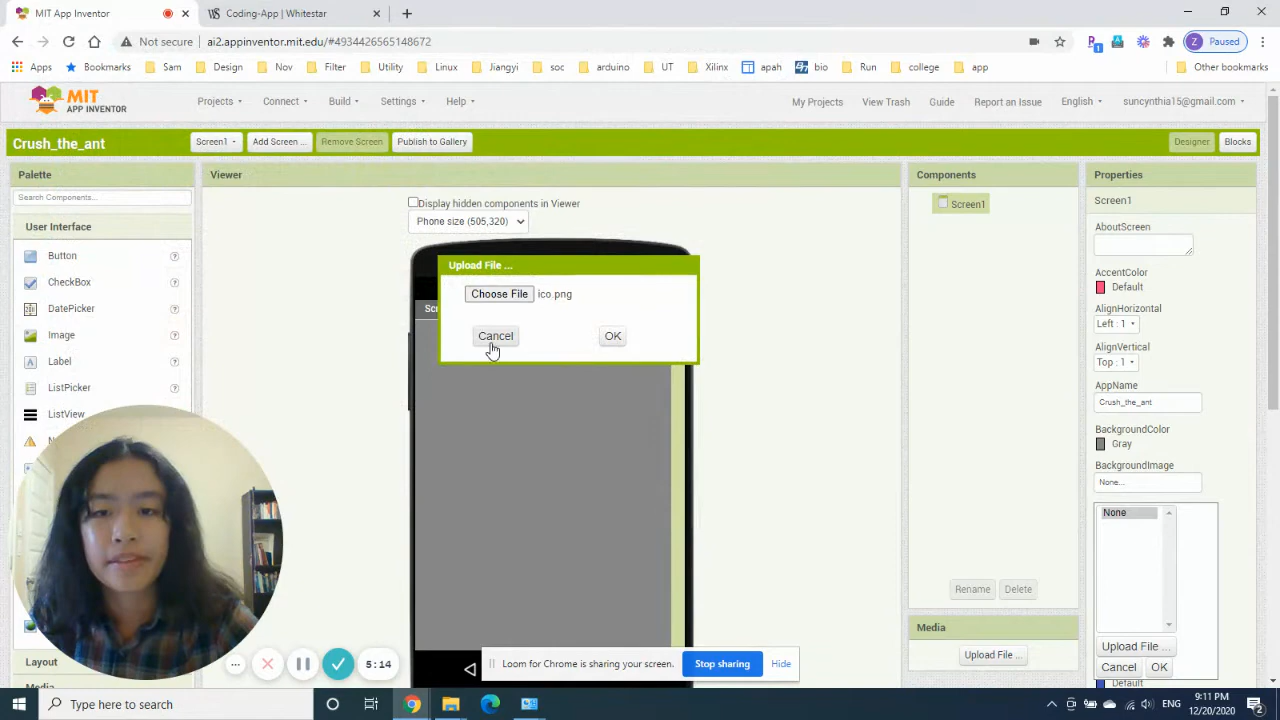 MIT App Inventor
Coding-App | Whitestar
Not secure
ai2.appinventor.mit.edu/#4934426565148672
1
Z
Paused
Apps
Bookmarks
Sam
Design
Nov
Filter
Utility
Linux
Jiangyi
soc
arduino
UT
Xilinx
apah
bio
Run
college
app
Other bookmarks
MIT
APP INVENTOR
Projects
Connect
Build
Settings
Help
My Projects
View Trash
Guide
Report an Issue
English
suncynthia15@gmail.com
Crush_the_ant
Screen1
Add Screen ...
Remove Screen
Publish to Gallery
Designer
Blocks
Palette
Search Components...
User Interface
Button
CheckBox
DatePicker
Image
Label
ListPicker
ListView
Layout
Viewer
Display hidden components in Viewer
Phone size (505,320)
Upload File ...
Choose File ico.png
Cancel
OK
Components
Screen1
Rename
Delete
Media
Upload File ...
Properties
Screen1
AboutScreen
AccentColor
Default
AlignHorizontal
Left : 1
AlignVertical
Top : 1
AppName
Crush_the_ant
BackgroundColor
Gray
BackgroundImage
None...
None
Upload File ...
Cancel
OK
Default
5:14
Loom for Chrome is sharing your screen.
Stop sharing
Hide
Type here to search
9:11 PM
12/20/2020
2